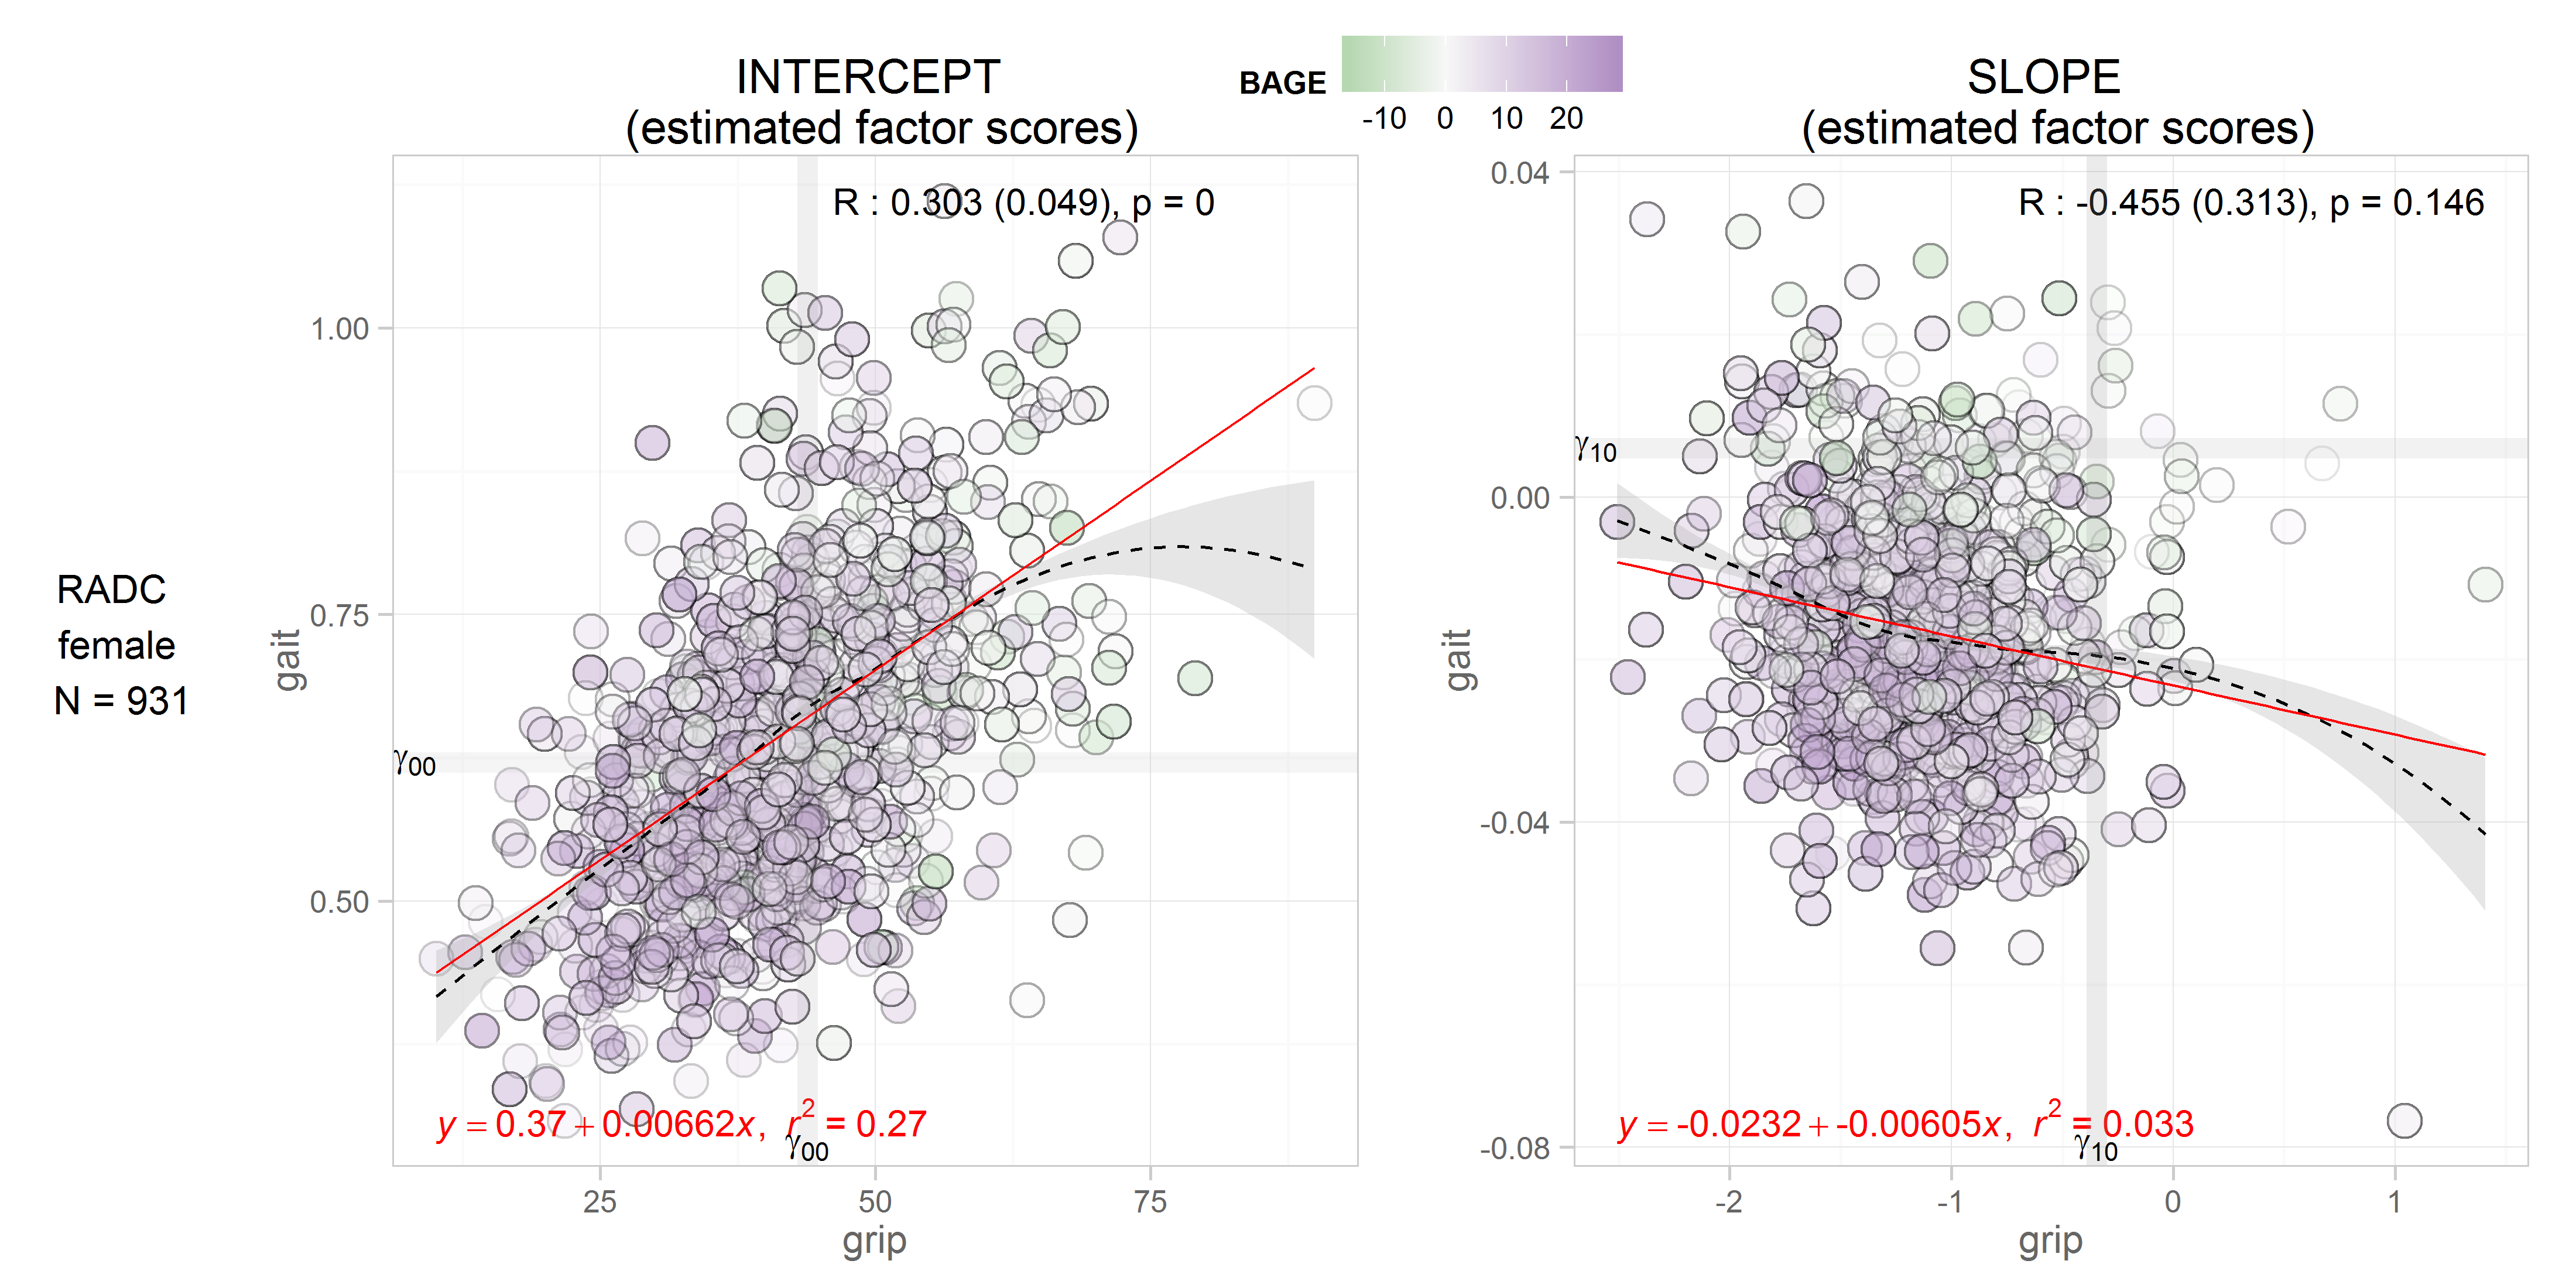 INTERCEPT
(estimated factor scores)
BAGE
-10 0 10 20
SLOPE
(estimated factor scores)
RADC
female
N = 931
gait
1.00
0.75
0.50
R : 0.303 (0.049), p = 0
γ00
y = 0.37 + 0.00662x, r² = 0.27
γ00
25 50 75
grip
gait
0.04
0.00
-0.04
-0.08
R : -0.455 (0.313), p = 0.146
γ10
y = -0.0232 + -0.00605x, r² = 0.033
γ10
-2 -1 0 1
grip